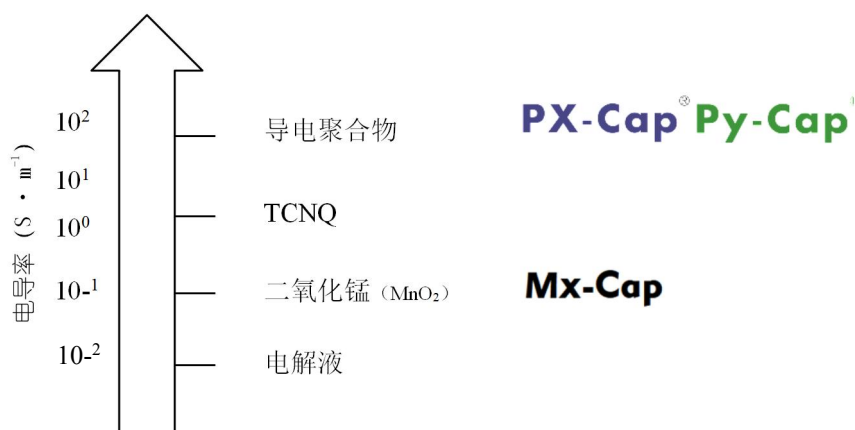 电导率（S·m⁻¹）
10²
导电聚合物
PX-Cap Py-Cap
10¹
TCNQ
10⁰
10-¹
二氧化锰（MnO₂）
Mx-Cap
10-²
电解液